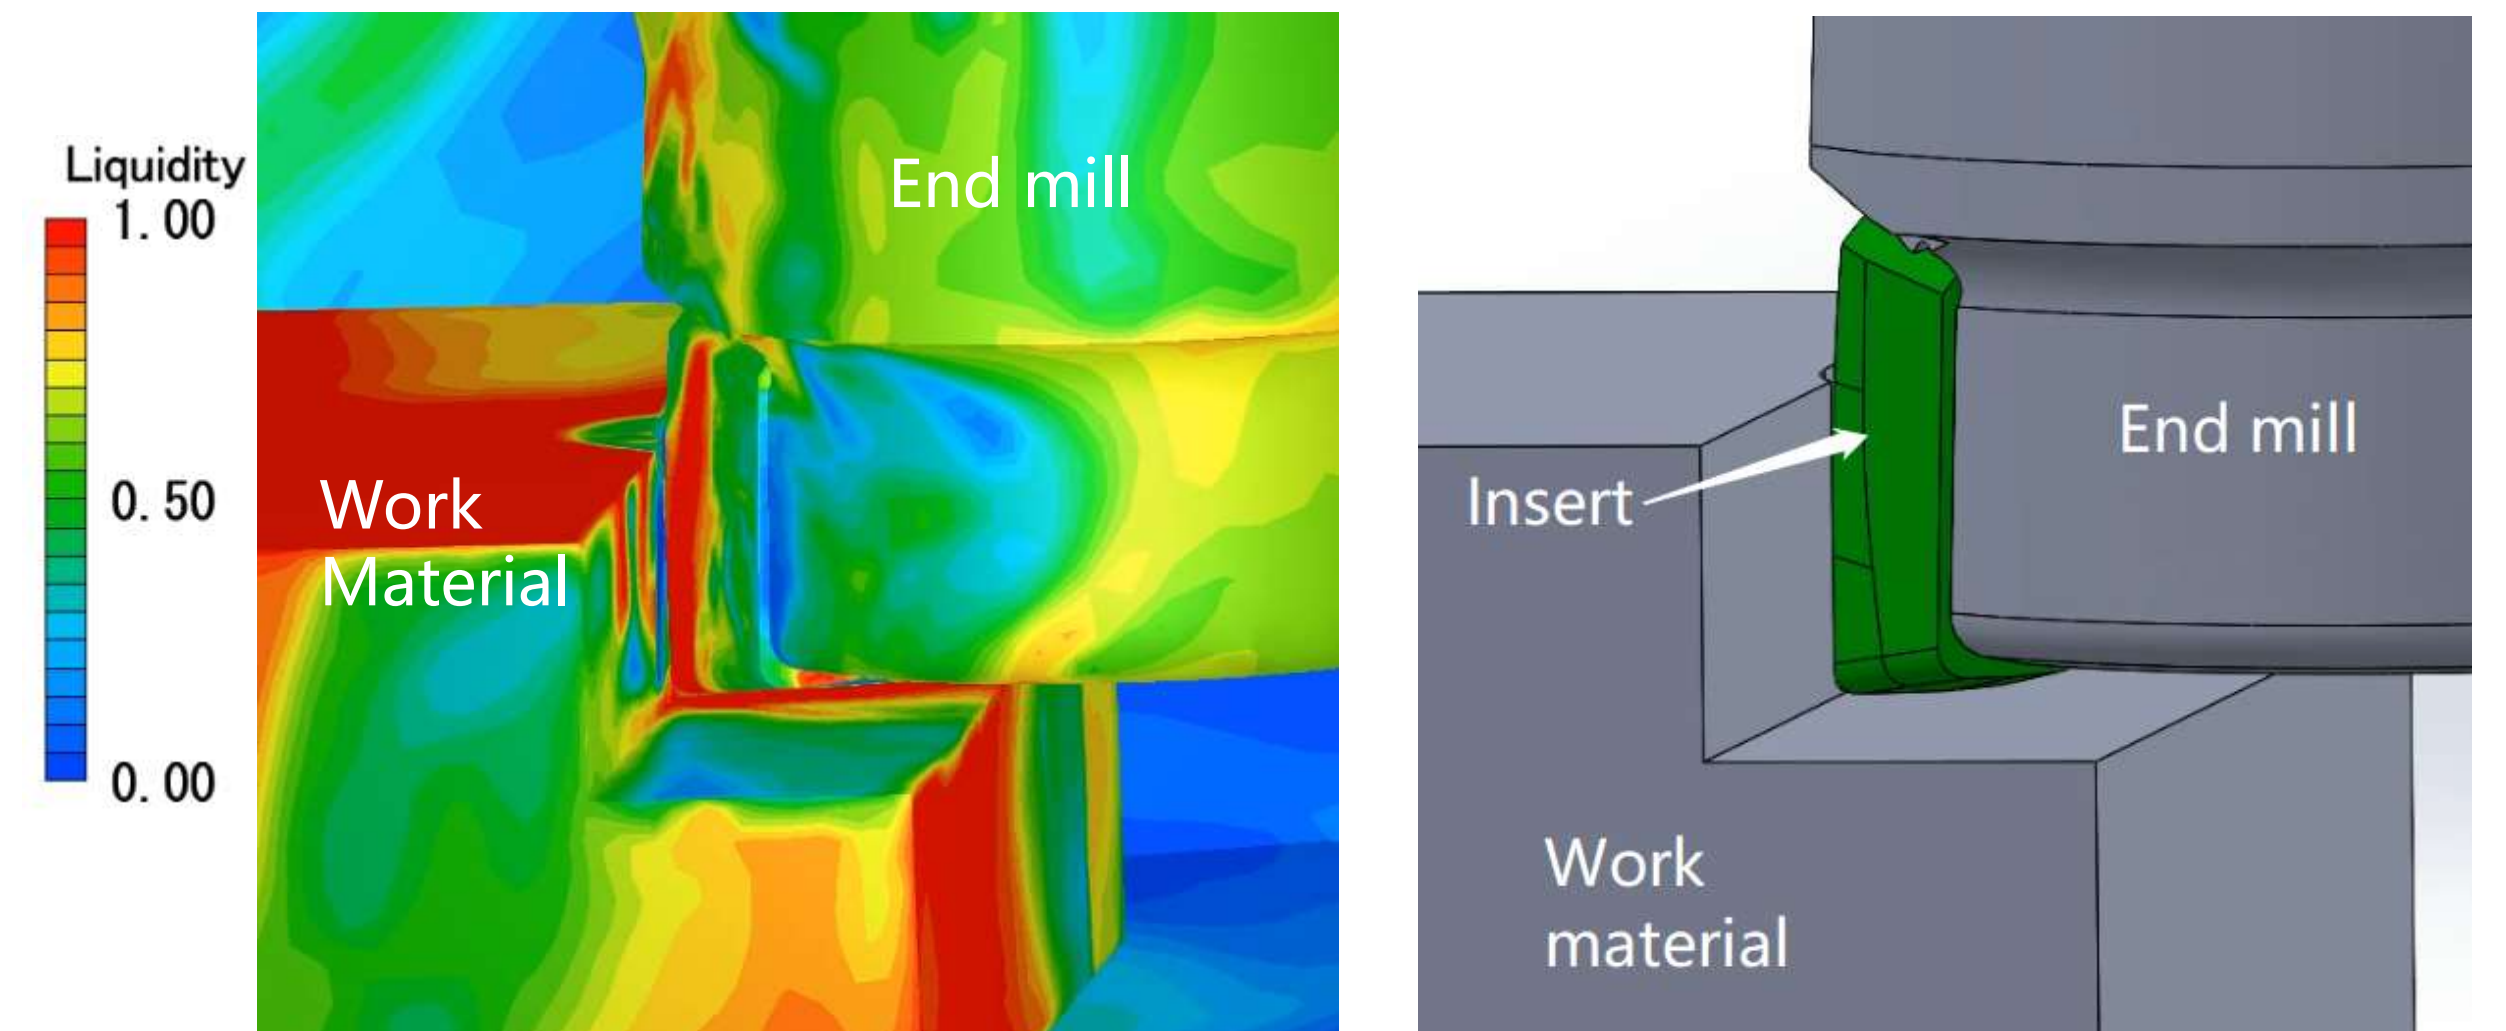 Liquidity
1.00
0.50
0.00
End mill
Work
Material
End mill
Insert
Work
material